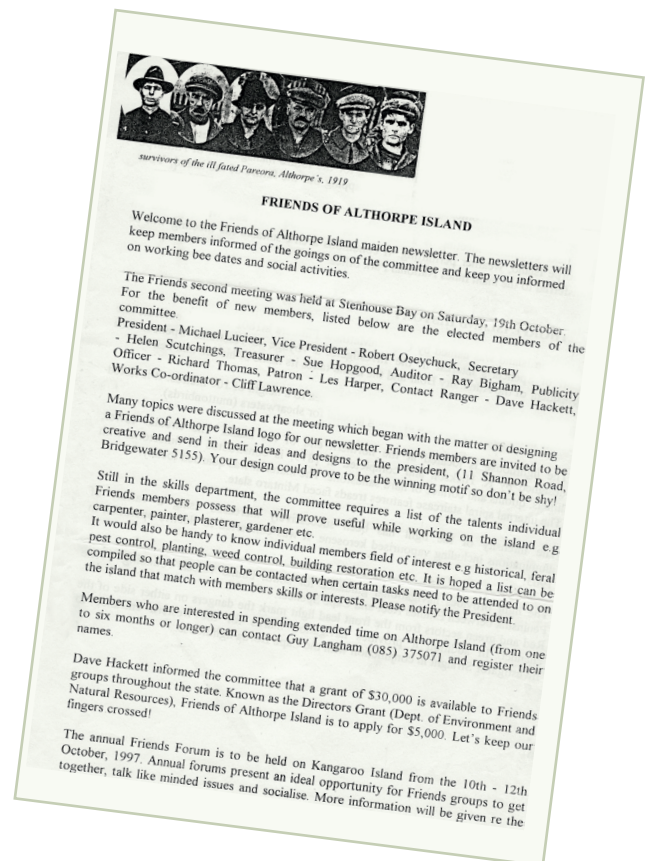 survivors of the ill fated Pareora, Althorpe's, 1919
FRIENDS OF ALTHORPE ISLAND
Welcome to the Friends of Althorpe Island maiden newsletter. The newsletters will
keep members informed of the goings on of the committee and keep you informed
on working bee dates and social activities.
The Friends second meeting was held at Stenhouse Bay on Saturday, 19th October.
For the benefit of new members, listed below are the elected members of the
committee.
President - Michael Lucieer, Vice President - Robert Oseychuck, Secretary
- Helen Scutchings, Treasurer - Sue Hopgood, Auditor - Ray Bigham, Publicity
Officer - Richard Thomas, Patron - Les Harper, Contact Ranger - Dave Hackett,
Works Co-ordinator - Cliff Lawrence.
Many topics were discussed at the meeting which began with the matter of designing
a Friends of Althorpe Island logo for our newsletter. Friends members are invited to be
creative and send in their ideas and designs to the president, (11 Shannon Road,
Bridgewater 5155). Your design could prove to be the winning motif so don't be shy!
Still in the skills department, the committee requires a list of the talents individual
Friends members possess that will prove useful while working on the island e.g
carpenter, painter, plasterer, gardener etc.
It would also be handy to know individual members field of interest e.g historical, feral
pest control, planting, weed control, building restoration etc. It is hoped a list can be
compiled so that people can be contacted when certain tasks need to be attended to on
the island that match with members skills or interests. Please notify the President.
Members who are interested in spending extended time on Althorpe Island (from one
to six months or longer) can contact Guy Langham (085) 375071 and register their
names.
Dave Hackett informed the committee that a grant of $30,000 is available to Friends
groups throughout the state. Known as the Directors Grant (Dept. of Environment and
Natural Resources), Friends of Althorpe Island is to apply for $5,000. Let's keep our
fingers crossed!
The annual Friends Forum is to be held on Kangaroo Island from the 10th - 12th
October, 1997. Annual forums present an ideal opportunity for Friends groups to get
together, talk like minded issues and socialise. More information will be given re the